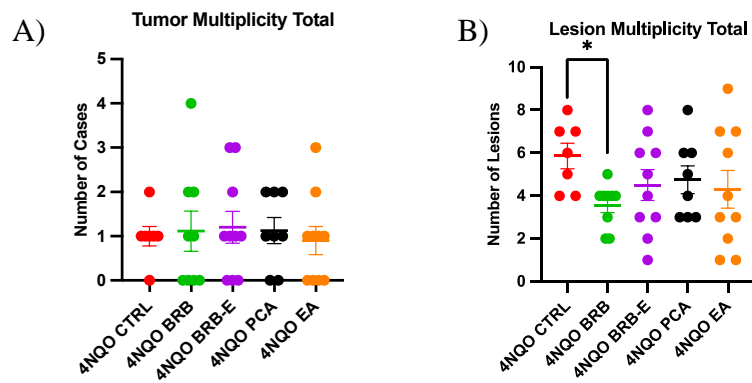 A)
Tumor Multiplicity Total
Number of Cases
5
4
3
2
1
0
4NQO CTRL
4NQO BRB
4NQO BRB-E
4NQO PCA
4NQO EA
B)
Lesion Multiplicity Total
*
Number of Lesions
10
8
6
4
2
0
4NQO CTRL
4NQO BRB
4NQO BRB-E
4NQO PCA
4NQO EA